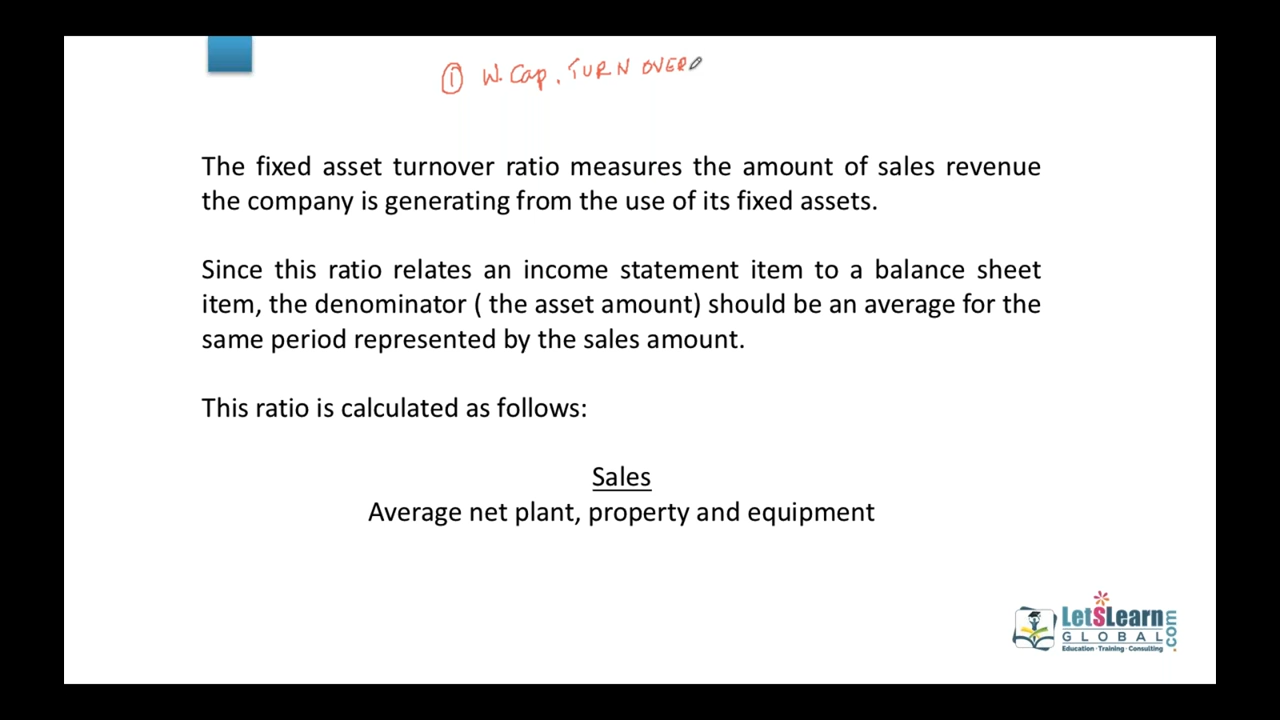 ① W. Cap. TURN OVER
The fixed asset turnover ratio measures the amount of sales revenue
the company is generating from the use of its fixed assets.
Since this ratio relates an income statement item to a balance sheet
item, the denominator ( the asset amount) should be an average for the
same period represented by the sales amount.
This ratio is calculated as follows:
Sales
Average net plant, property and equipment
LetSLearn
GLOBAL
.com
Education · Training · Consulting